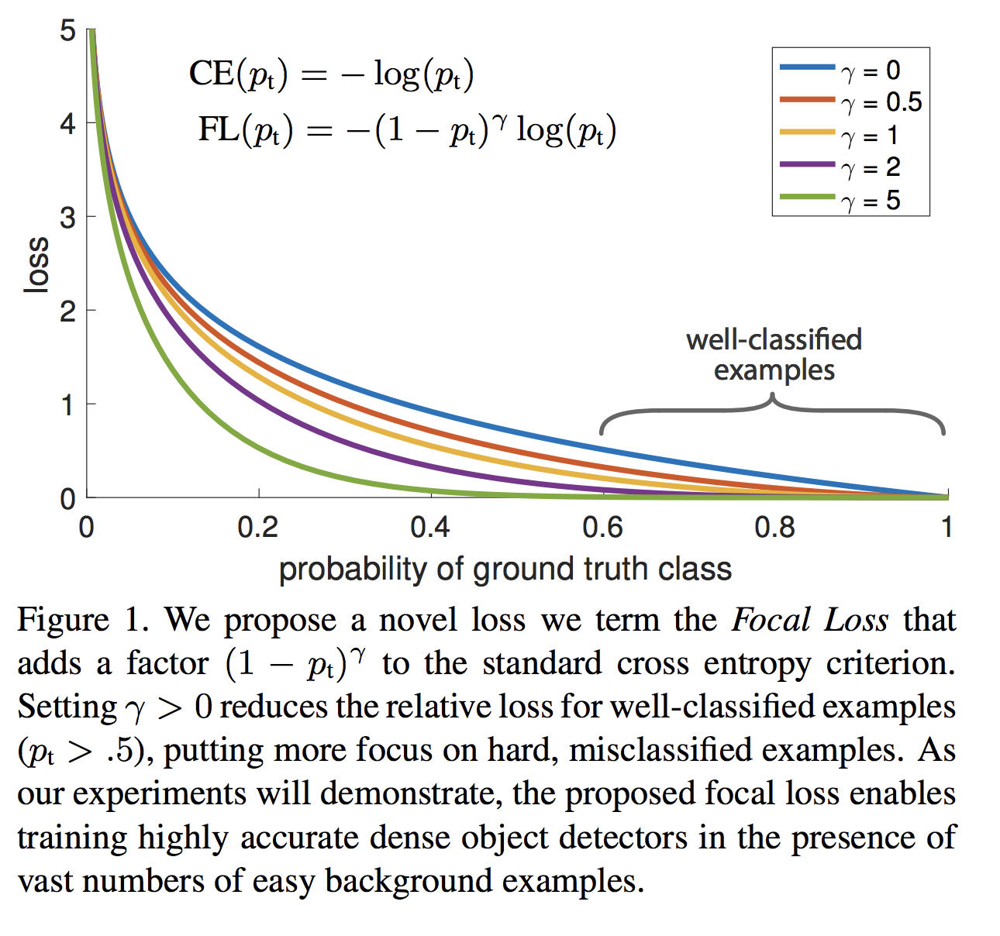 5
CE(pt) = − log(pt)
FL(pt) = −(1 − pt)^γ log(pt)
γ = 0
γ = 0.5
γ = 1
γ = 2
γ = 5
4
3
loss
2
well-classified
examples
1
0
0 0.2 0.4 0.6 0.8 1
probability of ground truth class
Figure 1. We propose a novel loss we term the Focal Loss that
adds a factor (1 − pt)^γ to the standard cross entropy criterion.
Setting γ > 0 reduces the relative loss for well-classified examples
(pt > .5), putting more focus on hard, misclassified examples. As
our experiments will demonstrate, the proposed focal loss enables
training highly accurate dense object detectors in the presence of
vast numbers of easy background examples.